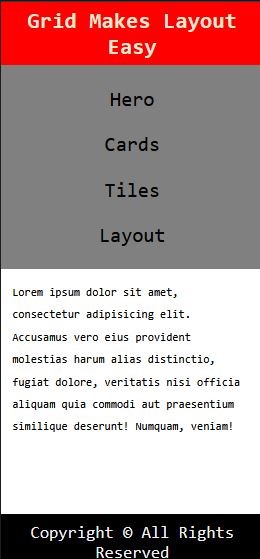 Grid Makes Layout
Easy
Hero
Cards
Tiles
Layout
Lorem ipsum dolor sit amet,
consectetur adipisicing elit.
Accusamus vero eius provident
molestias harum alias distinctio,
fugiat dolore, veritatis nisi officia
aliquam quia commodi aut praesentium
similique deserunt! Numquam, veniam!
Copyright © All Rights
Reserved